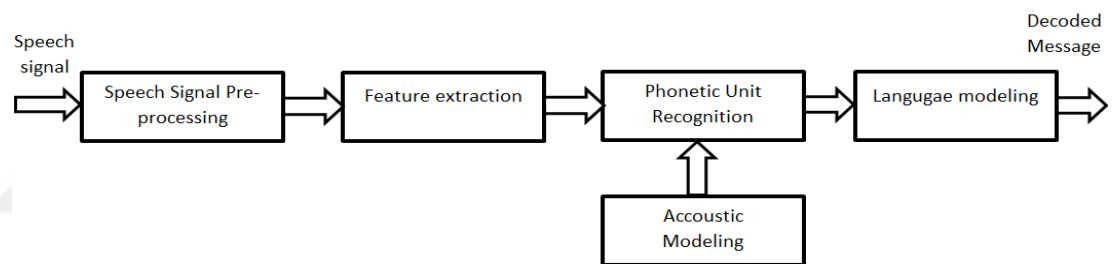 Speech
signal
Speech Signal Pre-
processing
Feature extraction
Phonetic Unit
Recognition
Langugae modeling
Decoded
Message
Accoustic
Modeling